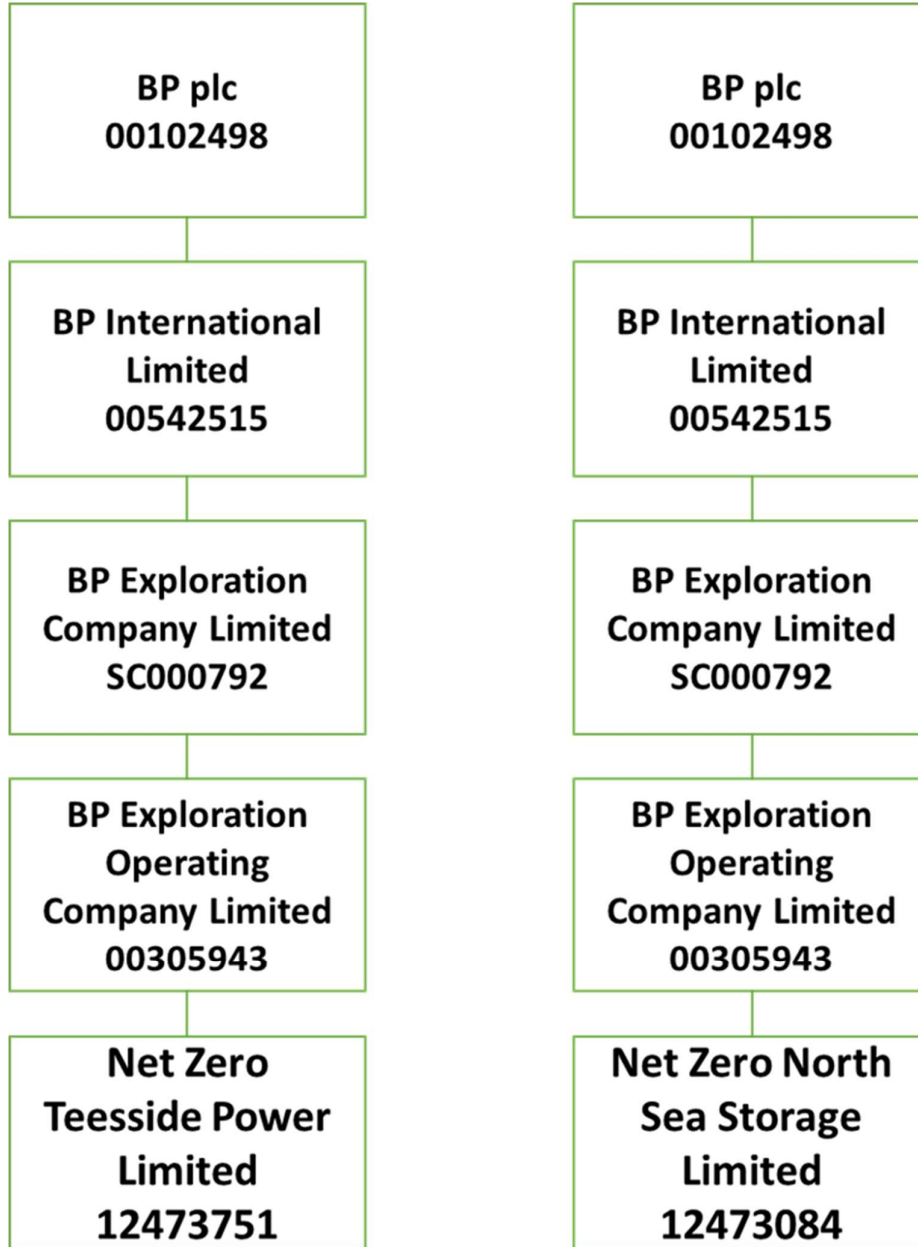 BP plc
00102498
BP International
Limited
00542515
BP Exploration
Company Limited
SC000792
BP Exploration
Operating
Company Limited
00305943
Net Zero
Teesside Power
Limited
12473751
BP plc
00102498
BP International
Limited
00542515
BP Exploration
Company Limited
SC000792
BP Exploration
Operating
Company Limited
00305943
Net Zero North
Sea Storage
Limited
12473084